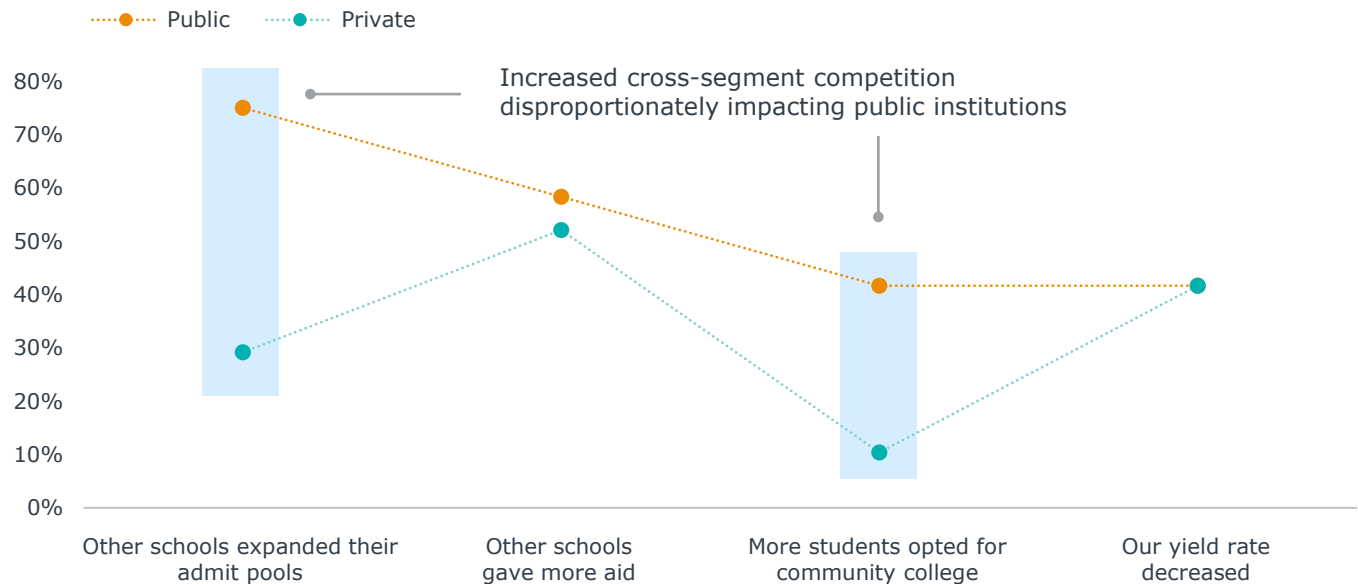 Public
Private
Increased cross-segment competition
disproportionately impacting public institutions
80%
70%
60%
50%
40%
30%
20%
10%
0%
Other schools expanded their
admit pools
Other schools
gave more aid
More students opted for
community college
Our yield rate
decreased